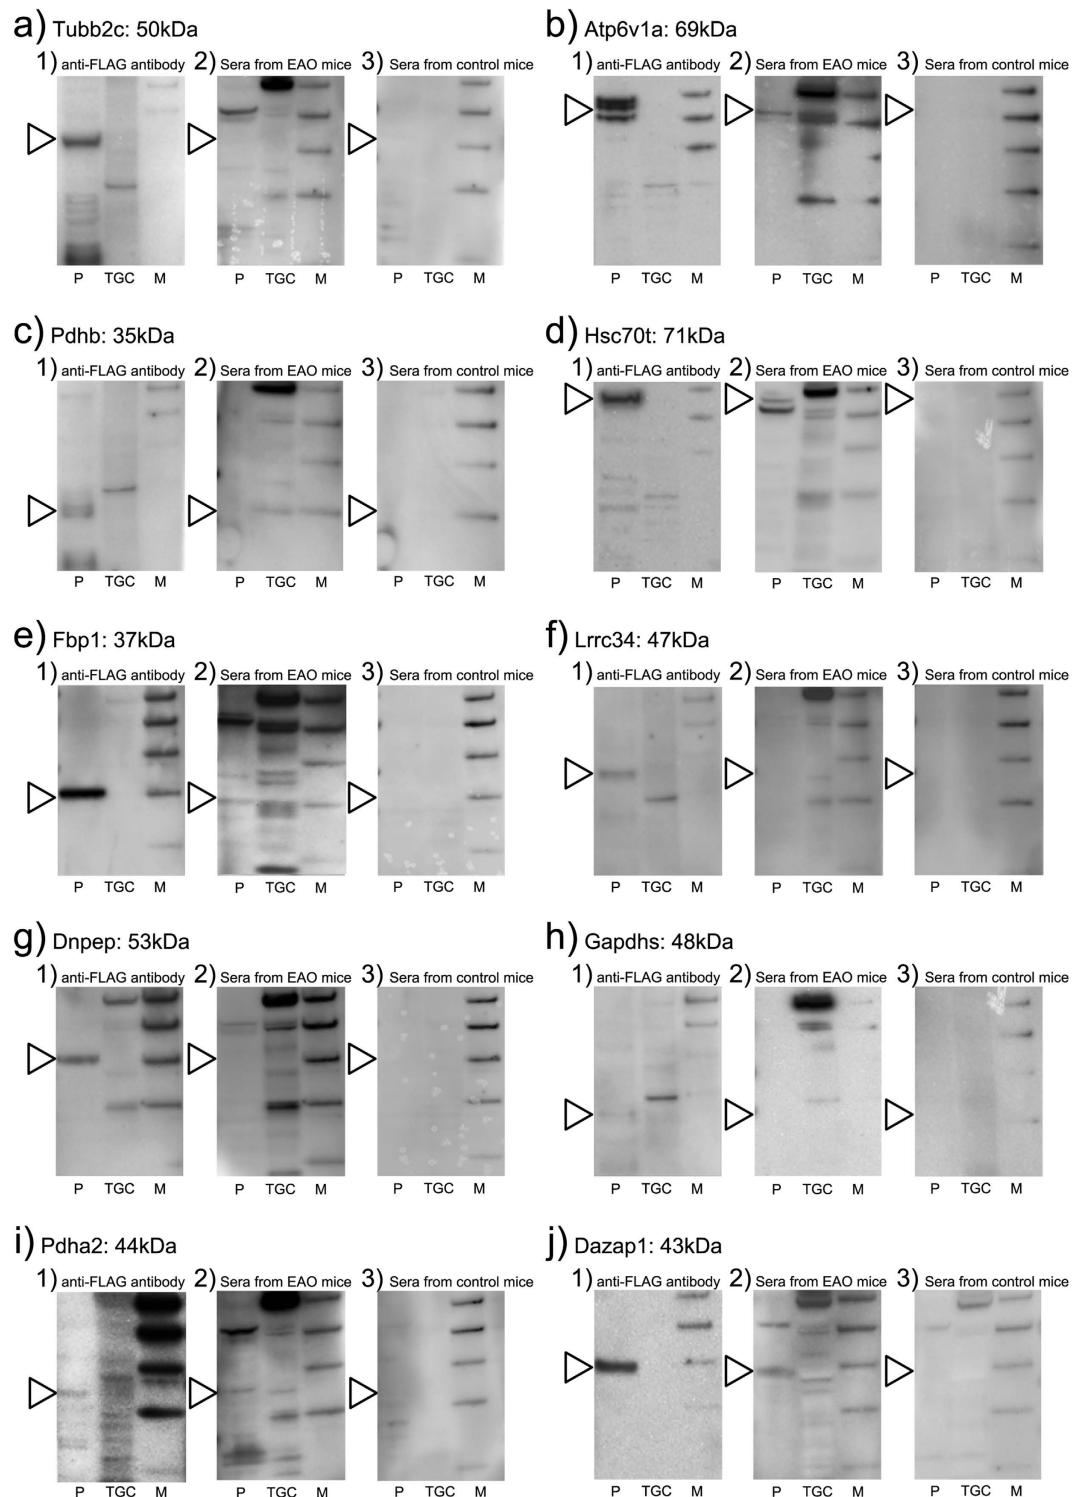 a) Tubb2c: 50kDa
1) anti-FLAG antibody 2) Sera from EAO mice 3) Sera from control mice
P TGC M P TGC M P TGC M
b) Atp6v1a: 69kDa
1) anti-FLAG antibody 2) Sera from EAO mice 3) Sera from control mice
P TGC M P TGC M P TGC M
c) Pdhb: 35kDa
1) anti-FLAG antibody 2) Sera from EAO mice 3) Sera from control mice
P TGC M P TGC M P TGC M
d) Hsc70t: 71kDa
1) anti-FLAG antibody 2) Sera from EAO mice 3) Sera from control mice
P TGC M P TGC M P TGC M
e) Fbp1: 37kDa
1) anti-FLAG antibody 2) Sera from EAO mice 3) Sera from control mice
P TGC M P TGC M P TGC M
f) Lrrc34: 47kDa
1) anti-FLAG antibody 2) Sera from EAO mice 3) Sera from control mice
P TGC M P TGC M P TGC M
g) Dnpep: 53kDa
1) anti-FLAG antibody 2) Sera from EAO mice 3) Sera from control mice
P TGC M P TGC M P TGC M
h) Gapdhs: 48kDa
1) anti-FLAG antibody 2) Sera from EAO mice 3) Sera from control mice
P TGC M P TGC M P TGC M
i) Pdha2: 44kDa
1) anti-FLAG antibody 2) Sera from EAO mice 3) Sera from control mice
P TGC M P TGC M P TGC M
j) Dazap1: 43kDa
1) anti-FLAG antibody 2) Sera from EAO mice 3) Sera from control mice
P TGC M P TGC M P TGC M